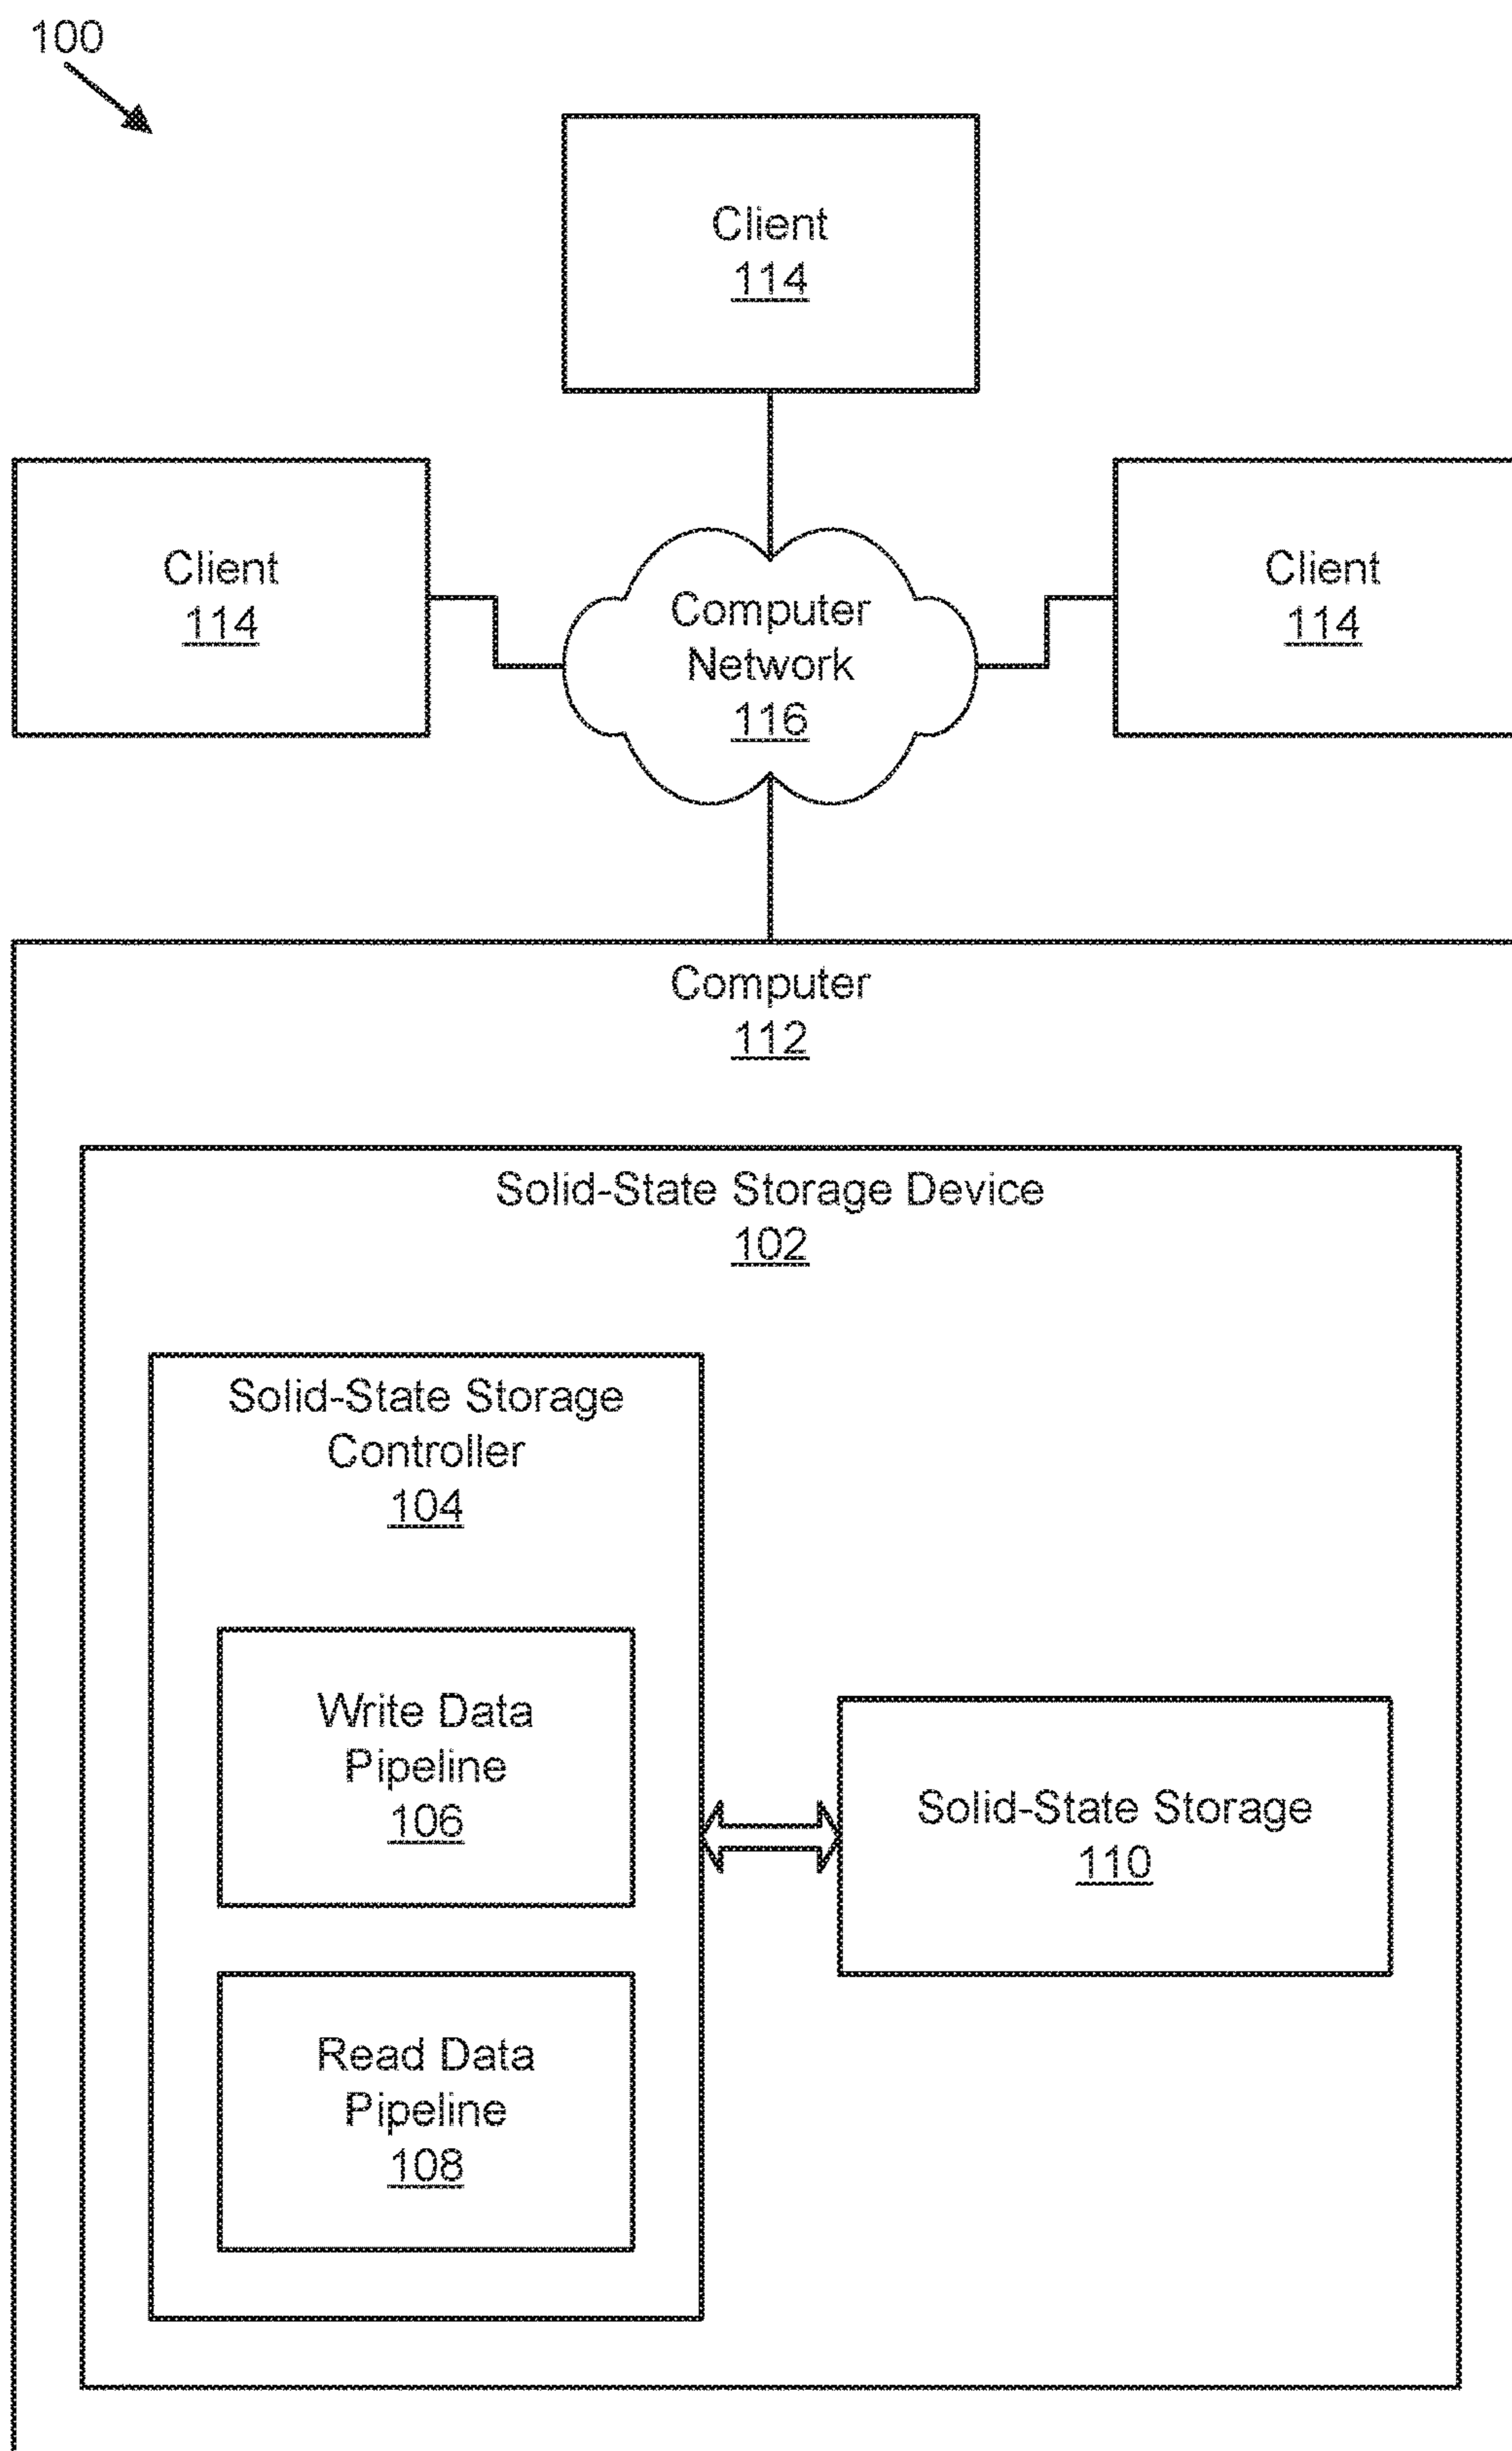 100
Client
114
Client
114
Computer
Network
116
Client
114
Computer
112
Solid-State Storage Device
102
Solid-State Storage
Controller
104
Write Data
Pipeline
106
Solid-State Storage
110
Read Data
Pipeline
108